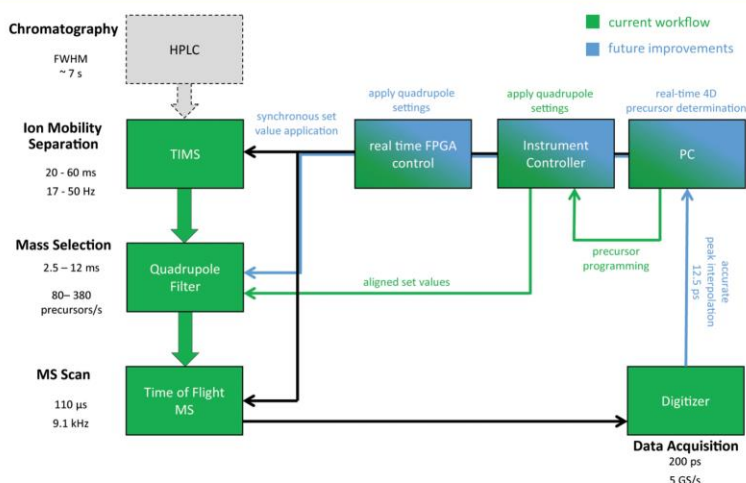 Chromatography
FWHM
~ 7 s
HPLC
current workflow
future improvements
Ion Mobility
Separation
20 - 60 ms
17 - 50 Hz
TIMS
synchronous set
value application
apply quadrupole
settings
real time FPGA
control
apply quadrupole
settings
Instrument
Controller
real-time 4D
precursor determination
PC
Mass Selection
2.5 – 12 ms
80– 380
precursors/s
Quadrupole
Filter
aligned set values
precursor
programming
accurate
peak interpolation
12.5 ps
MS Scan
110 µs
9.1 kHz
Time of Flight
MS
Digitizer
Data Acquisition
200 ps
5 GS/s